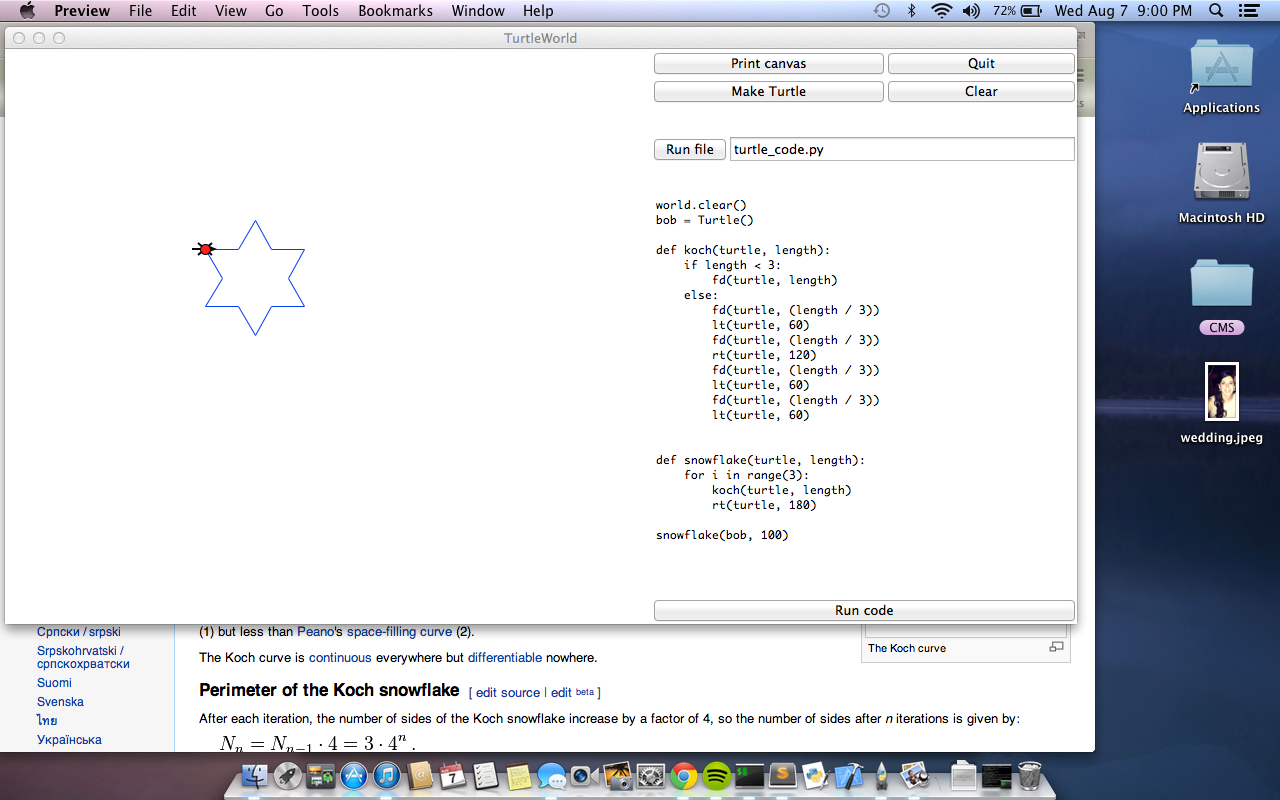 Preview File Edit View Go Tools Bookmarks Window Help 72% Wed Aug 7 9:00 PM
TurtleWorld
Print canvas Quit
Make Turtle Clear
Run file turtle_code.py
world.clear()
bob = Turtle()
def koch(turtle, length):
    if length < 3:
        fd(turtle, length)
    else:
        fd(turtle, (length / 3))
        lt(turtle, 60)
        fd(turtle, (length / 3))
        rt(turtle, 120)
        fd(turtle, (length / 3))
        lt(turtle, 60)
        fd(turtle, (length / 3))
        lt(turtle, 60)
def snowflake(turtle, length):
    for i in range(3):
        koch(turtle, length)
        rt(turtle, 180)
snowflake(bob, 100)
Run code
Applications
Macintosh HD
CMS
wedding.jpeg
Српски / srpski
Srpskohrvatski /
српскохрватски
Suomi
Svenska
ไทย
Українська
(1) but less than Peano's space-filling curve (2).
The Koch curve is continuous everywhere but differentiable nowhere.
The Koch curve
Perimeter of the Koch snowflake [ edit source | edit beta ]
After each iteration, the number of sides of the Koch snowflake increase by a factor of 4, so the number of sides after n iterations is given by:
Nₙ = Nₙ₋₁ · 4 = 3 · 4ⁿ .
7